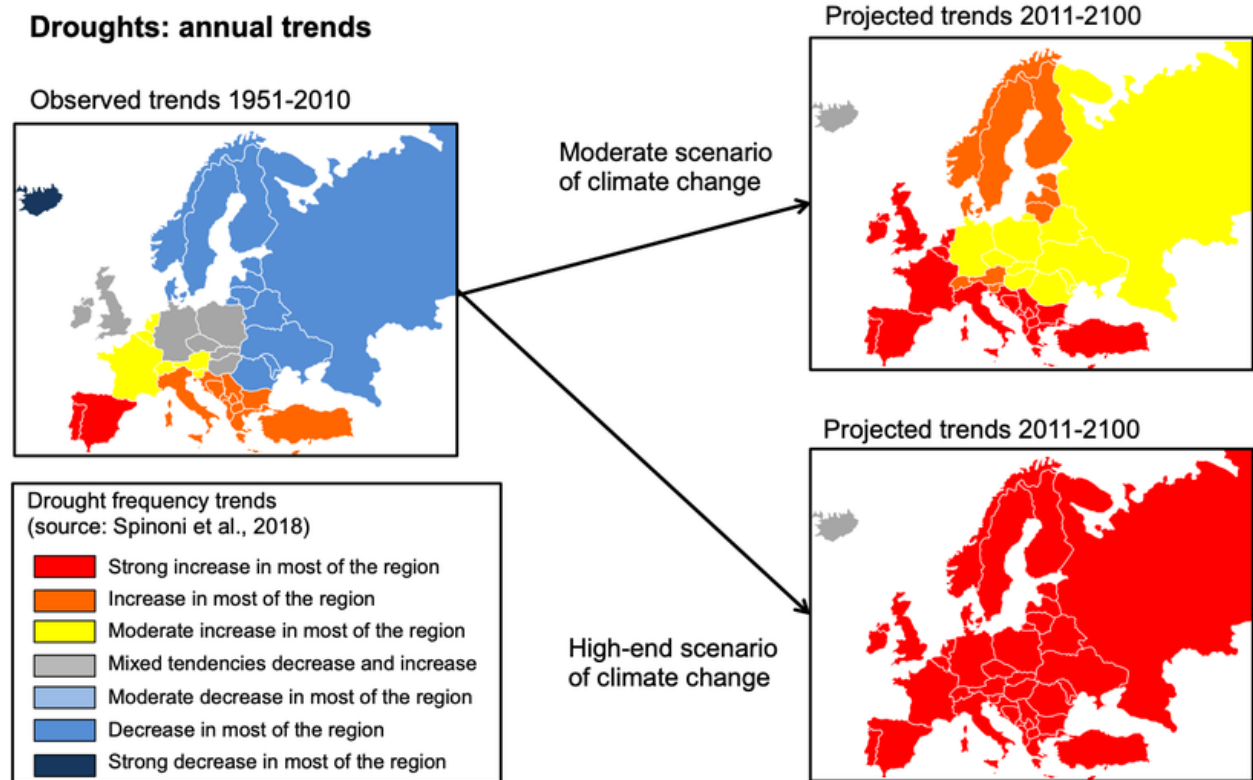 Droughts: annual trends
Observed trends 1951-2010
Moderate scenario
of climate change
Projected trends 2011-2100
Projected trends 2011-2100
High-end scenario
of climate change
Drought frequency trends
(source: Spinoni et al., 2018)
Strong increase in most of the region
Increase in most of the region
Moderate increase in most of the region
Mixed tendencies decrease and increase
Moderate decrease in most of the region
Decrease in most of the region
Strong decrease in most of the region